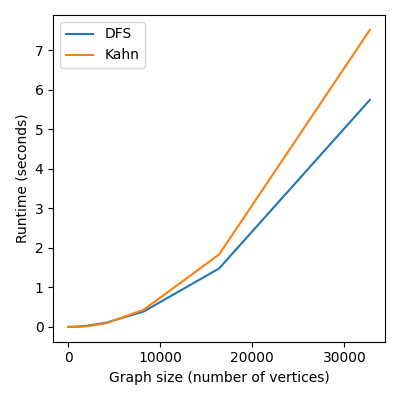 DFS
Kahn
Runtime (seconds)
7
6
5
4
3
2
1
0
0 10000 20000 30000
Graph size (number of vertices)